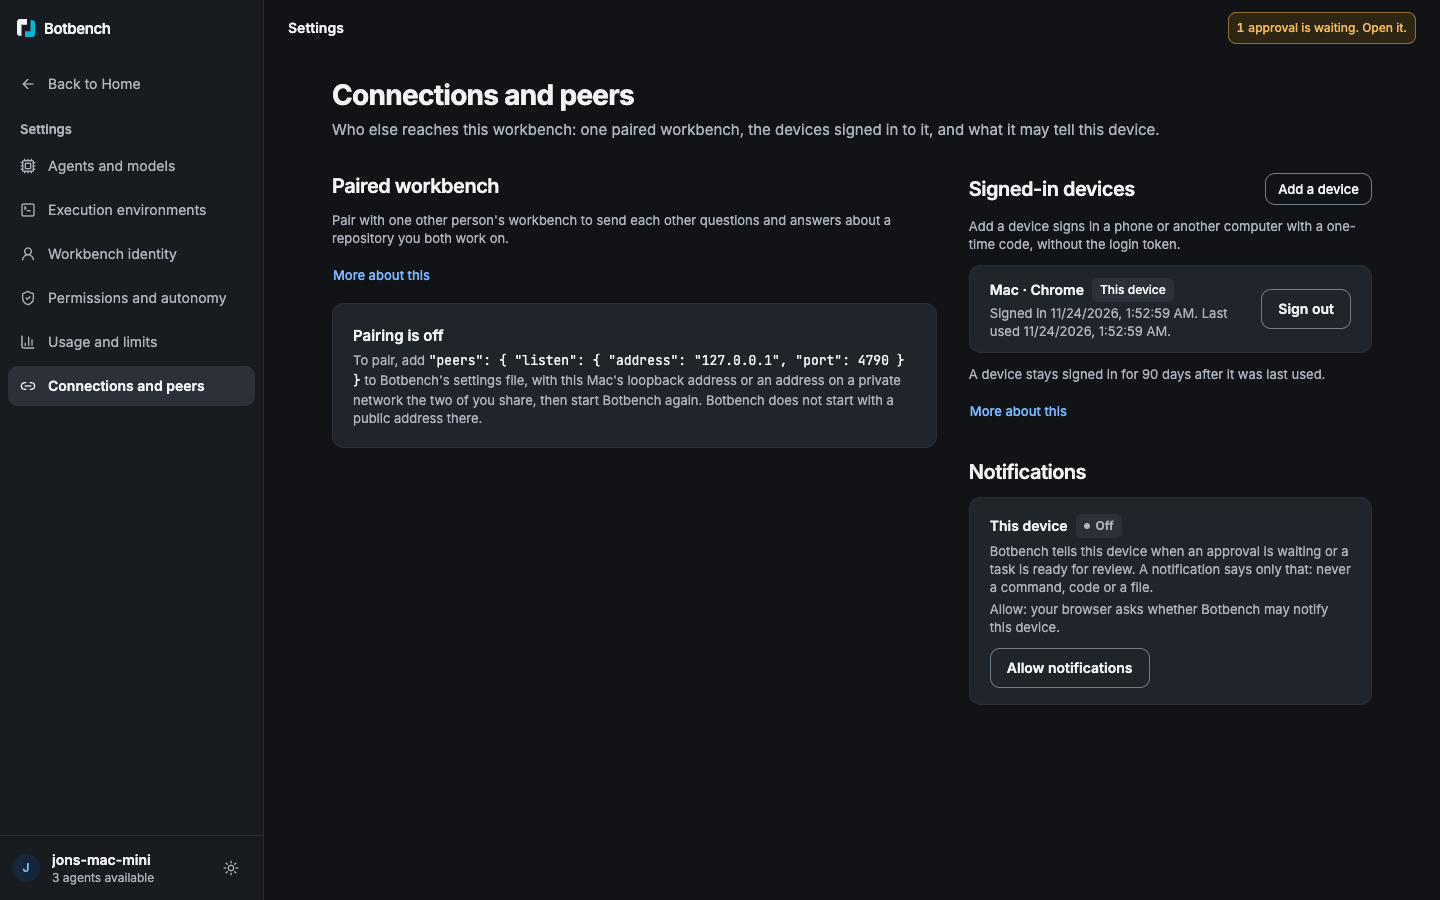 Botbench
Back to Home
Settings
Agents and models
Execution environments
Workbench identity
Permissions and autonomy
Usage and limits
Connections and peers
J
jons-mac-mini
3 agents available
Settings
1 approval is waiting. Open it.
Connections and peers
Who else reaches this workbench: one paired workbench, the devices signed in to it, and what it may tell this device.
Paired workbench
Pair with one other person's workbench to send each other questions and answers about a
repository you both work on.
More about this
Pairing is off
To pair, add "peers": { "listen": { "address": "127.0.0.1", "port": 4790 }
} to Botbench's settings file, with this Mac's loopback address or an address on a private
network the two of you share, then start Botbench again. Botbench does not start with a
public address there.
Signed-in devices
Add a device
Add a device signs in a phone or another computer with a one-
time code, without the login token.
Mac · Chrome
This device
Signed in 11/24/2026, 1:52:59 AM. Last
used 11/24/2026, 1:52:59 AM.
Sign out
A device stays signed in for 90 days after it was last used.
More about this
Notifications
This device
Off
Botbench tells this device when an approval is waiting or a
task is ready for review. A notification says only that: never
a command, code or a file.
Allow: your browser asks whether Botbench may notify
this device.
Allow notifications